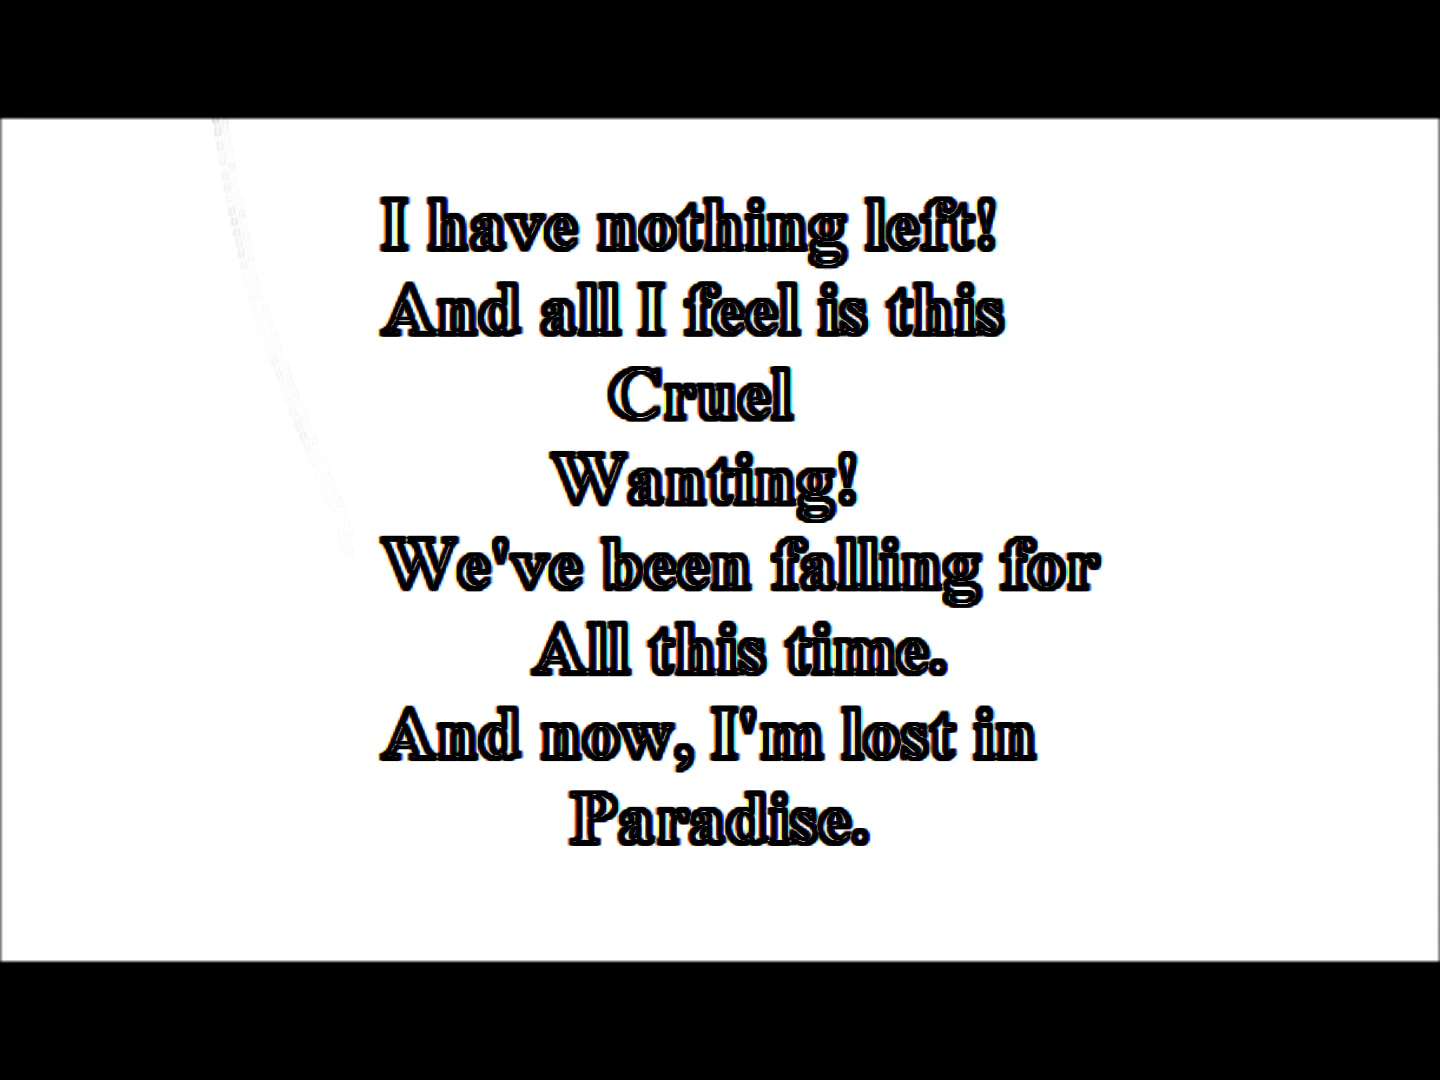 I have nothing left!
And all I feel is this
Cruel
Wanting!
We've been falling for
All this time.
And now, I'm lost in
Paradise.